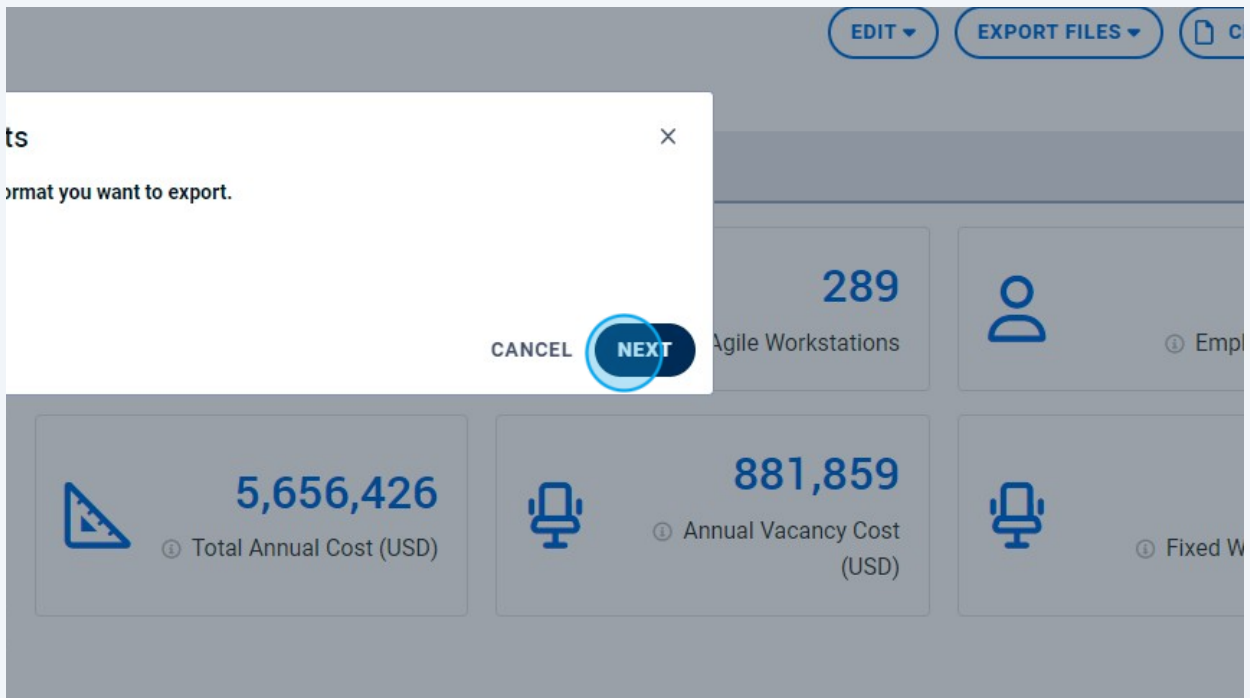 EDIT
EXPORT FILES
ts
ormat you want to export.
CANCEL
NEXT
289
Agile Workstations
5,656,426
Total Annual Cost (USD)
881,859
Annual Vacancy Cost
(USD)
Fixed W